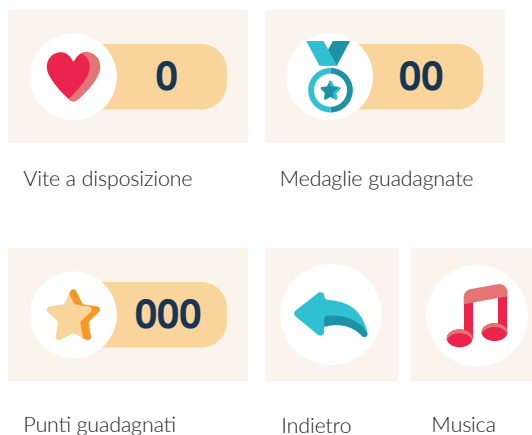 0
00
Vite a disposizione
Medaglie guadagnate
000
Punti guadagnati
Indietro
Musica